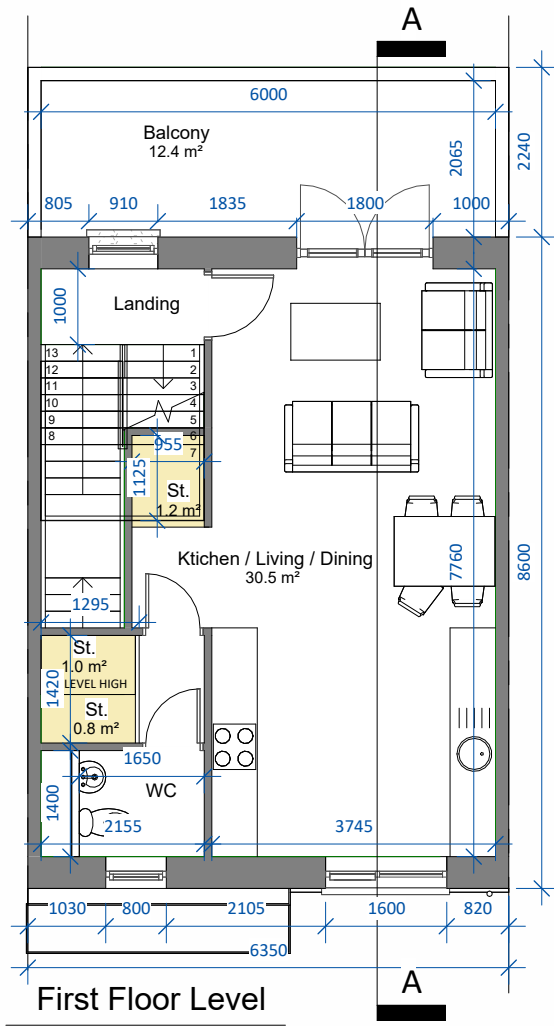 A
6000
Balcony
12.4 m²
2065
2240
805
910
1835
1800
1000
1000
Landing
13
12
11
10
9
8
1
2
3
4
5
6
7
955
1125
St.
1.2 m²
Ktichen / Living / Dining
30.5 m²
7760
8600
1295
St.
1.0 m²
LEVEL HIGH
1420
St.
0.8 m²
1650
WC
1400
2155
3745
1030
800
2105
1600
820
6350
A
First Floor Level